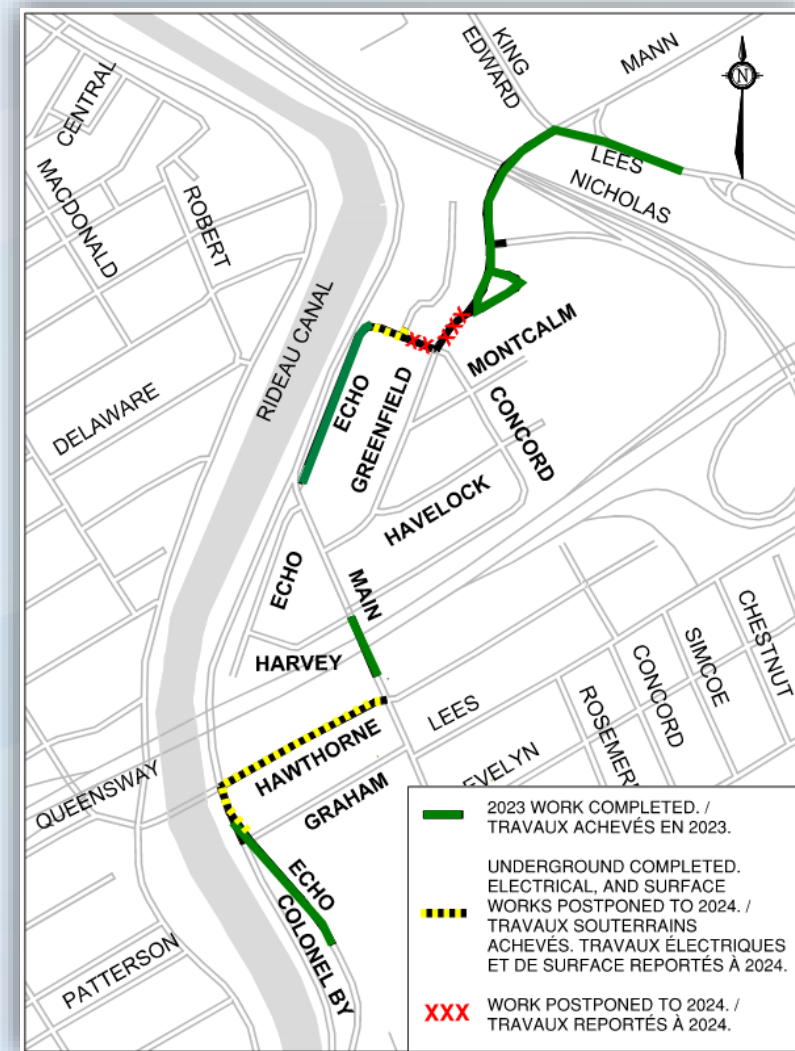 KING
EDWARD
MANN
N
CENTRAL
LEES
MACDONALD
NICHOLAS
ROBERT
RIDEAU CANAL
MONTCALM
ECHO
GREENFIELD
CONCORD
DELAWARE
HAVELOCK
ECHO
MAIN
HARVEY
CHESTNUT
SIMCOE
CONCORD
LEES
ROSEMER
HAWTHORNE
EVELYN
QUEENSWAY
GRAHAM
ECHO
COLONEL BY
PATTERSON
2023 WORK COMPLETED. /
TRAVAUX ACHEVÉS EN 2023.
UNDERGROUND COMPLETED.
ELECTRICAL, AND SURFACE
WORKS POSTPONED TO 2024. /
TRAVAUX SOUTERRAINS
ACHEVÉS. TRAVAUX ÉLECTRIQUES
ET DE SURFACE REPORTÉS À 2024.
XXX
WORK POSTPONED TO 2024. /
TRAVAUX REPORTÉS À 2024.